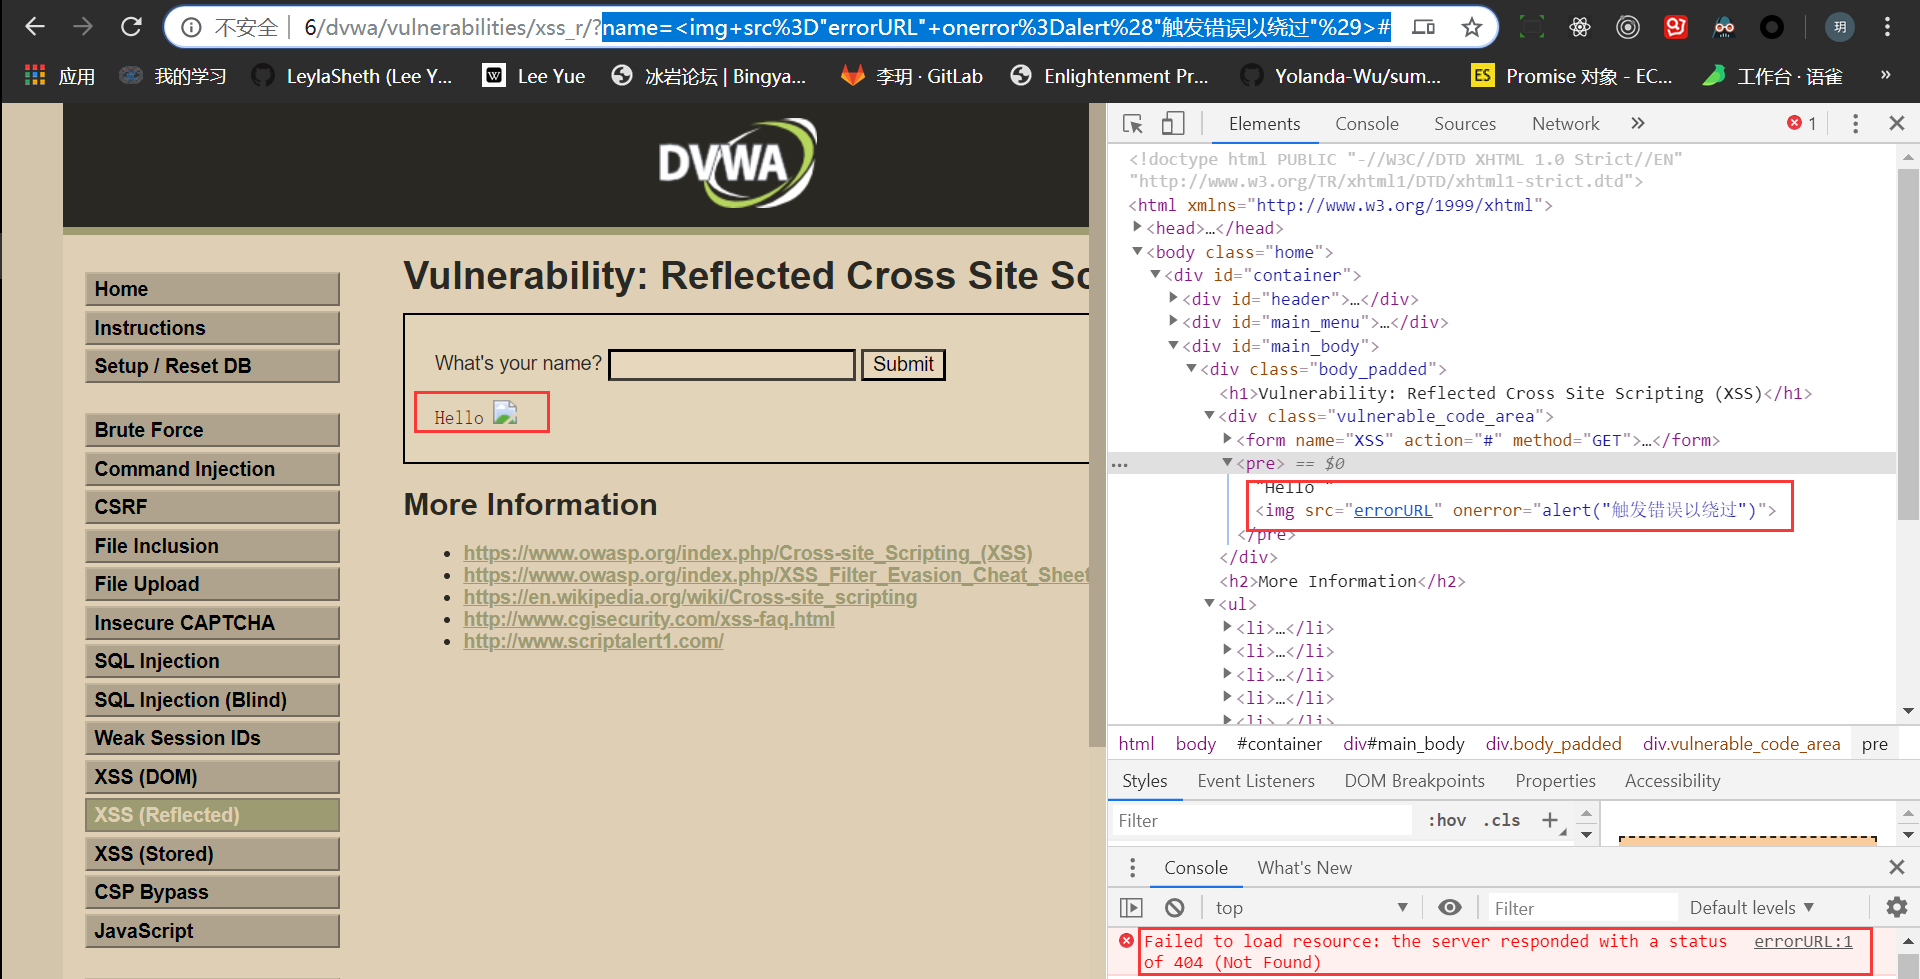 不安全 6/dvwa/vulnerabilities/xss_r/?name=<img+src%3D"errorURL"+onerror%3Dalert%28"触发错误以绕过"%29>#
玥
应用 我的学习 LeylaSheth (Lee Y... Lee Yue 冰岩论坛 | Bingya... 李玥 · GitLab Enlightenment Pr... Yolanda-Wu/sum... ES Promise 对象 - EC... 工作台 · 语雀 »
DVWA
Home
Instructions
Setup / Reset DB
Brute Force
Command Injection
CSRF
File Inclusion
File Upload
Insecure CAPTCHA
SQL Injection
SQL Injection (Blind)
Weak Session IDs
XSS (DOM)
XSS (Reflected)
XSS (Stored)
CSP Bypass
JavaScript
Vulnerability: Reflected Cross Site Sc
What's your name? Submit
Hello
More Information
https://www.owasp.org/index.php/Cross-site_Scripting_(XSS)
https://www.owasp.org/index.php/XSS_Filter_Evasion_Cheat_Sheet
https://en.wikipedia.org/wiki/Cross-site_scripting
http://www.cgisecurity.com/xss-faq.html
http://www.scriptalert1.com/
Elements Console Sources Network » 1
<!doctype html PUBLIC "-//W3C//DTD XHTML 1.0 Strict//EN"
"http://www.w3.org/TR/xhtml1/DTD/xhtml1-strict.dtd">
<html xmlns="http://www.w3.org/1999/xhtml">
<head>…</head>
<body class="home">
<div id="container">
<div id="header">…</div>
<div id="main_menu">…</div>
<div id="main_body">
<div class="body_padded">
<h1>Vulnerability: Reflected Cross Site Scripting (XSS)</h1>
<div class="vulnerable_code_area">
<form name="XSS" action="#" method="GET">…</form>
... <pre> == $0
"Hello "
<img src="errorURL" onerror="alert("触发错误以绕过")">
</pre>
</div>
<h2>More Information</h2>
<ul>
<li>…</li>
<li>…</li>
<li>…</li>
<li>…</li>
<li>…</li>
html body #container div#main_body div.body_padded div.vulnerable_code_area pre
Styles Event Listeners DOM Breakpoints Properties Accessibility
Filter :hov .cls +
Console What's New
top Filter Default levels
Failed to load resource: the server responded with a status errorURL:1
of 404 (Not Found)